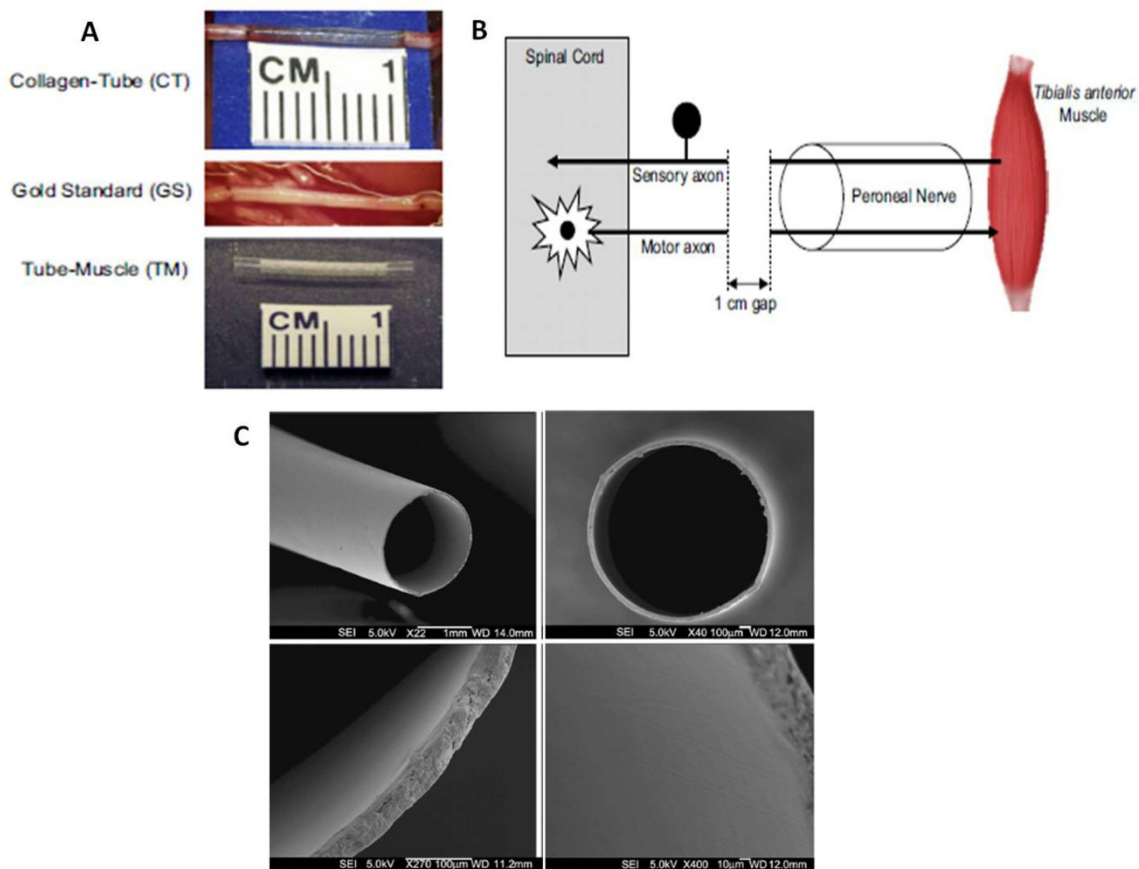 A
Collagen-Tube (CT)
CM 1
Gold Standard (GS)
Tube-Muscle (TM)
CM 1
B
Spinal Cord
Tibialis anterior
Muscle
Sensory axon
Peroneal Nerve
Motor axon
1 cm gap
C
SEI 5.0kV X22 1mm WD 14.0mm
SEI 5.0kV X40 100μm WD 12.0mm
SEI 5.0kV X270 100μm WD 11.2mm
SEI 5.0kV X400 10μm WD 12.0mm